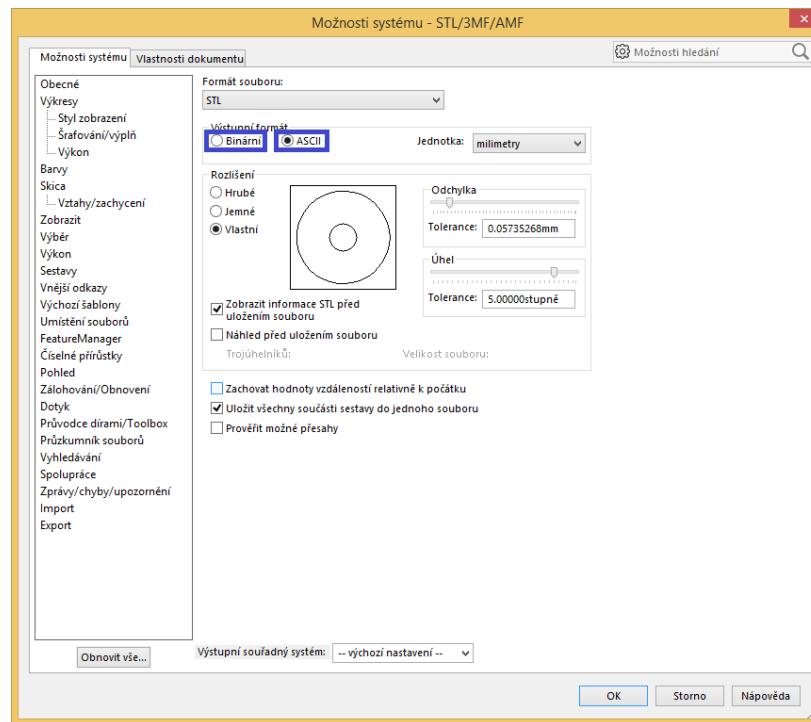 Možnosti systému - STL/3MF/AMF
Možnosti systému
Vlastnosti dokumentu
Možnosti hledání
Obecné
Výkresy
Styl zobrazení
Šrafování/výplň
Výkon
Barvy
Skica
Vztahy/zachycení
Zobrazit
Výběr
Výkon
Sestavy
Vnější odkazy
Výchozí šablony
Umístění souborů
FeatureManager
Číselné přírůstky
Pohled
Zálohování/Obnovení
Dotyk
Průvodce dírami/Toolbox
Průzkumník souborů
Vyhledávání
Spolupráce
Zprávy/chyby/upozornění
Import
Export
Obnovit vše...
Formát souboru:
STL
Výstupní formát
Binární
ASCII
Jednotka:
milimetry
Rozlišení
Hrubé
Jemné
Vlastní
Odchylka
Tolerance:
0.05735268mm
Úhel
Tolerance:
5.00000stupně
Zobrazit informace STL před
uložením souboru
Náhled před uložením souboru
Trojúhelníků:
Velikost souboru:
Zachovat hodnoty vzdáleností relativně k počátku
Uložit všechny součásti sestavy do jednoho souboru
Prověřit možné přesahy
Výstupní souřadný systém:
-- výchozí nastavení --
OK
Storno
Nápověda